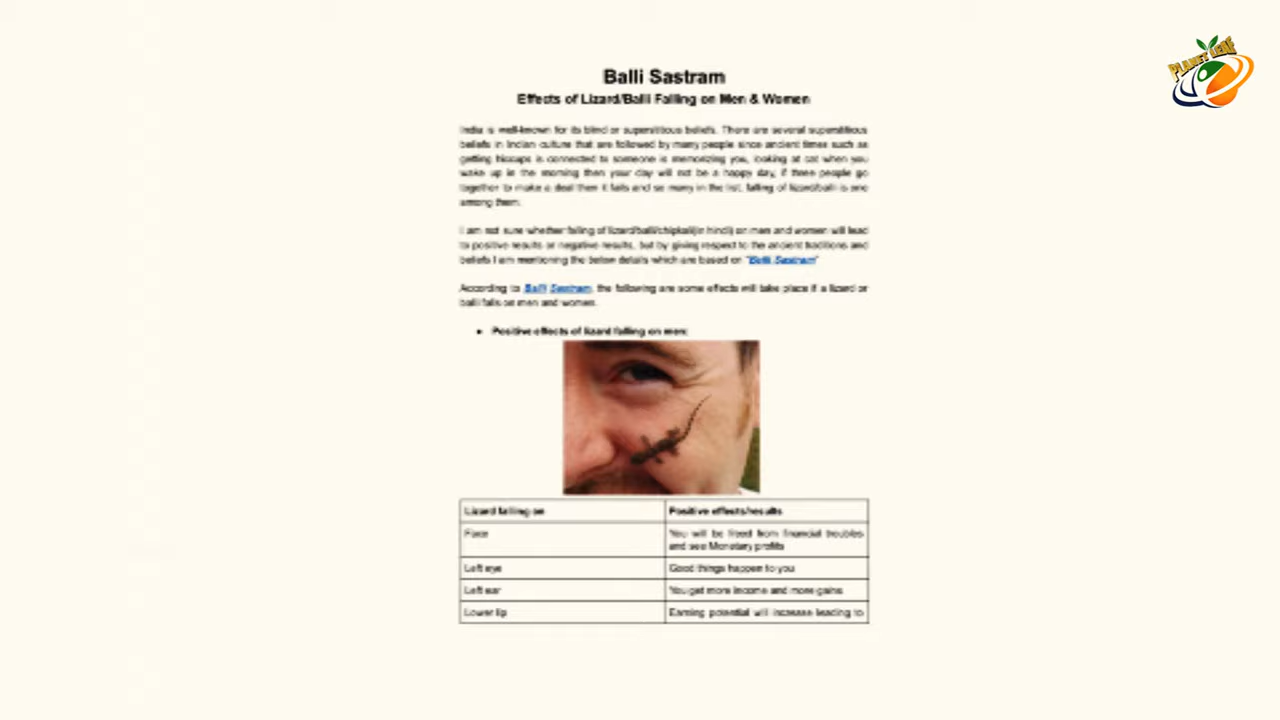 PLANET LEAF
Balli Sastram
Effects of Lizard/Balli Falling on Men & Women
India is well-known for its blind or superstitious beliefs. There are several superstitious
beliefs in Indian culture that are followed by many people since ancient times such as
getting hiccups is connected to someone is memorizing you, looking at cat when you
wake up in the morning then your day will not be a happy day, if three people go
together to make a deal then it fails and so many in the list, falling of lizard/balli is one
among them.
I am not sure whether falling of lizard/balli/chipkali(in hindi) on men and women will lead
to positive results or negative results, but by giving respect to the ancient traditions and
beliefs I am mentioning the below details which are based on "Balli Sastram"
According to Balli Sastram, the following are some effects will take place if a lizard or
balli falls on men and women.
• Positive effects of lizard falling on men:
Lizard falling on Positive effects/results
Face You will be freed from financial troubles
and see Monetary profits
Left eye Good things happen to you
Left ear You get more income and more gains
Lower lip Earning potential will increase leading to